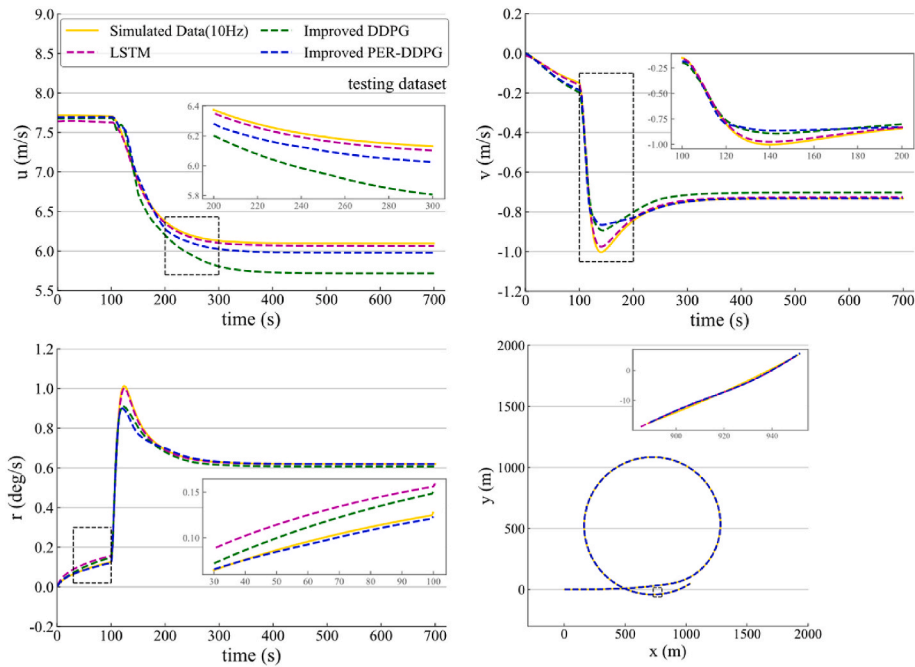 8.0
7.5
7.0
6.5
6.0
5.5
9.0
8.5
u (m/s)
Simulated Data(10Hz)
LSTM
Improved DDPG
Improved PER-DDPG
testing dataset
6.4
6.2
6.0
5.8
200 220 240 260 280 300
0 100 200 300 400 500 600 700
time (s)
0.0
-0.2
-0.4
-0.6
-0.8
-1.0
-1.2
v (m/s)
-0.25
-0.50
-0.75
-1.00
100 120 140 160 180 200
0 100 200 300 400 500 600 700
time (s)
1.2
1.0
0.8
0.6
0.4
0.2
0.0
-0.2
r (deg/s)
0.15
0.10
30 40 50 60 70 80 90 100
0 100 200 300 400 500 600 700
time (s)
2000
1500
1000
500
0
y (m)
0
-10
900 920 940
0 500 1000 1500 2000
x (m)